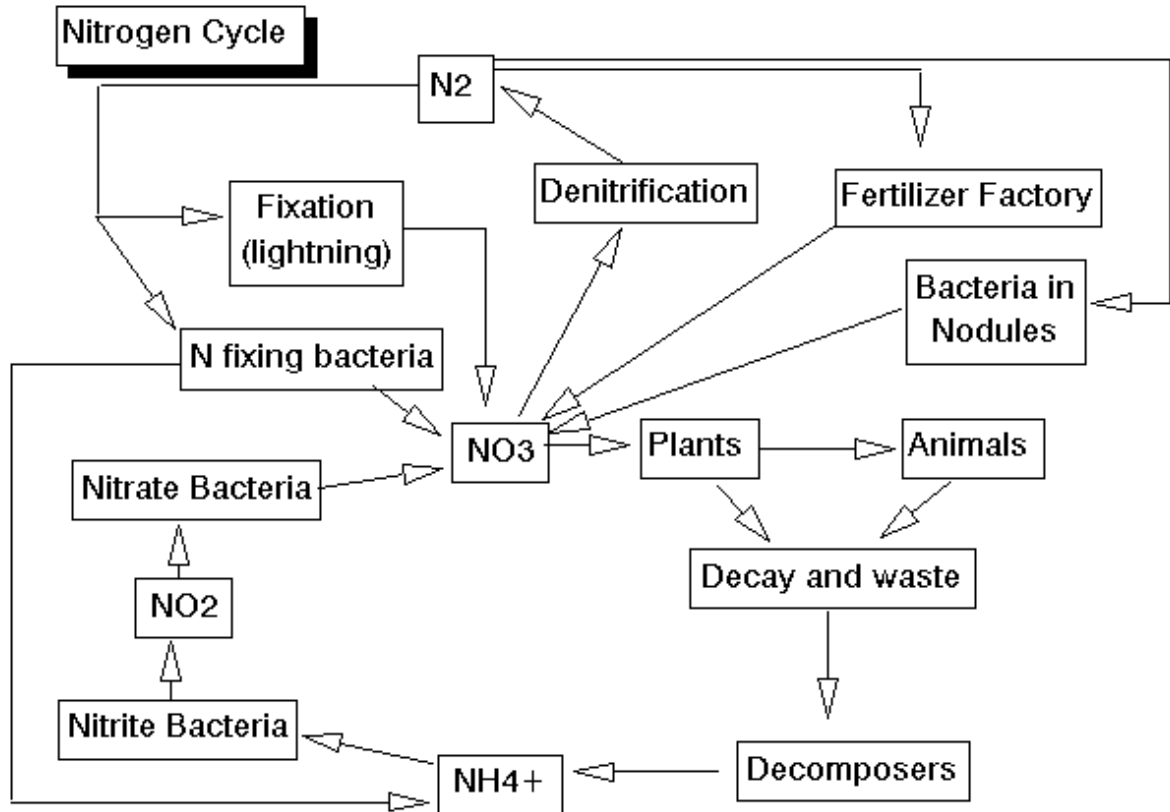 Nitrogen Cycle
N2
Denitrification
Fertilizer Factory
Fixation
(lightning)
Bacteria in
Nodules
N fixing bacteria
NO3
Plants
Animals
Nitrate Bacteria
Decay and waste
NO2
Nitrite Bacteria
Decomposers
NH4+